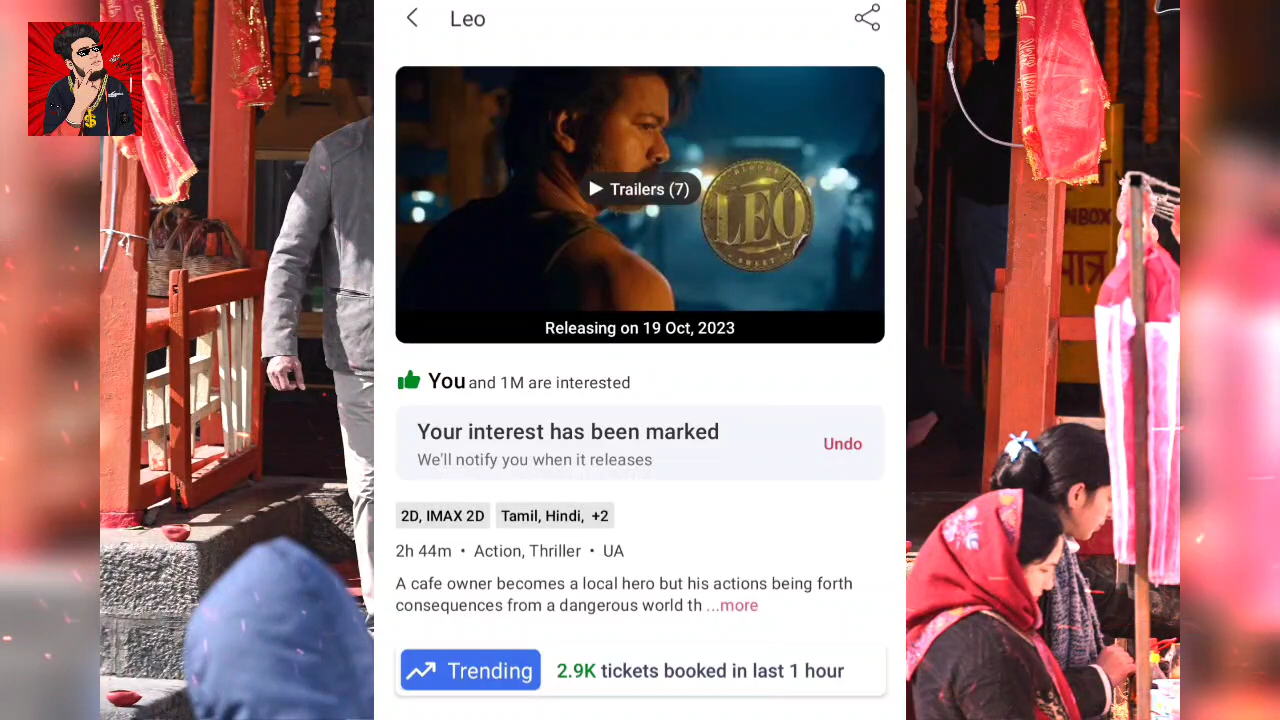 Leo
Trailers (7)
LEO
SWEET
Releasing on 19 Oct, 2023
You and 1M are interested
Your interest has been marked
We'll notify you when it releases
Undo
2D, IMAX 2D
Tamil, Hindi, +2
2h 44m • Action, Thriller • UA
A cafe owner becomes a local hero but his actions being forth
consequences from a dangerous world th ...more
Trending
2.9K tickets booked in last 1 hour
NBOX